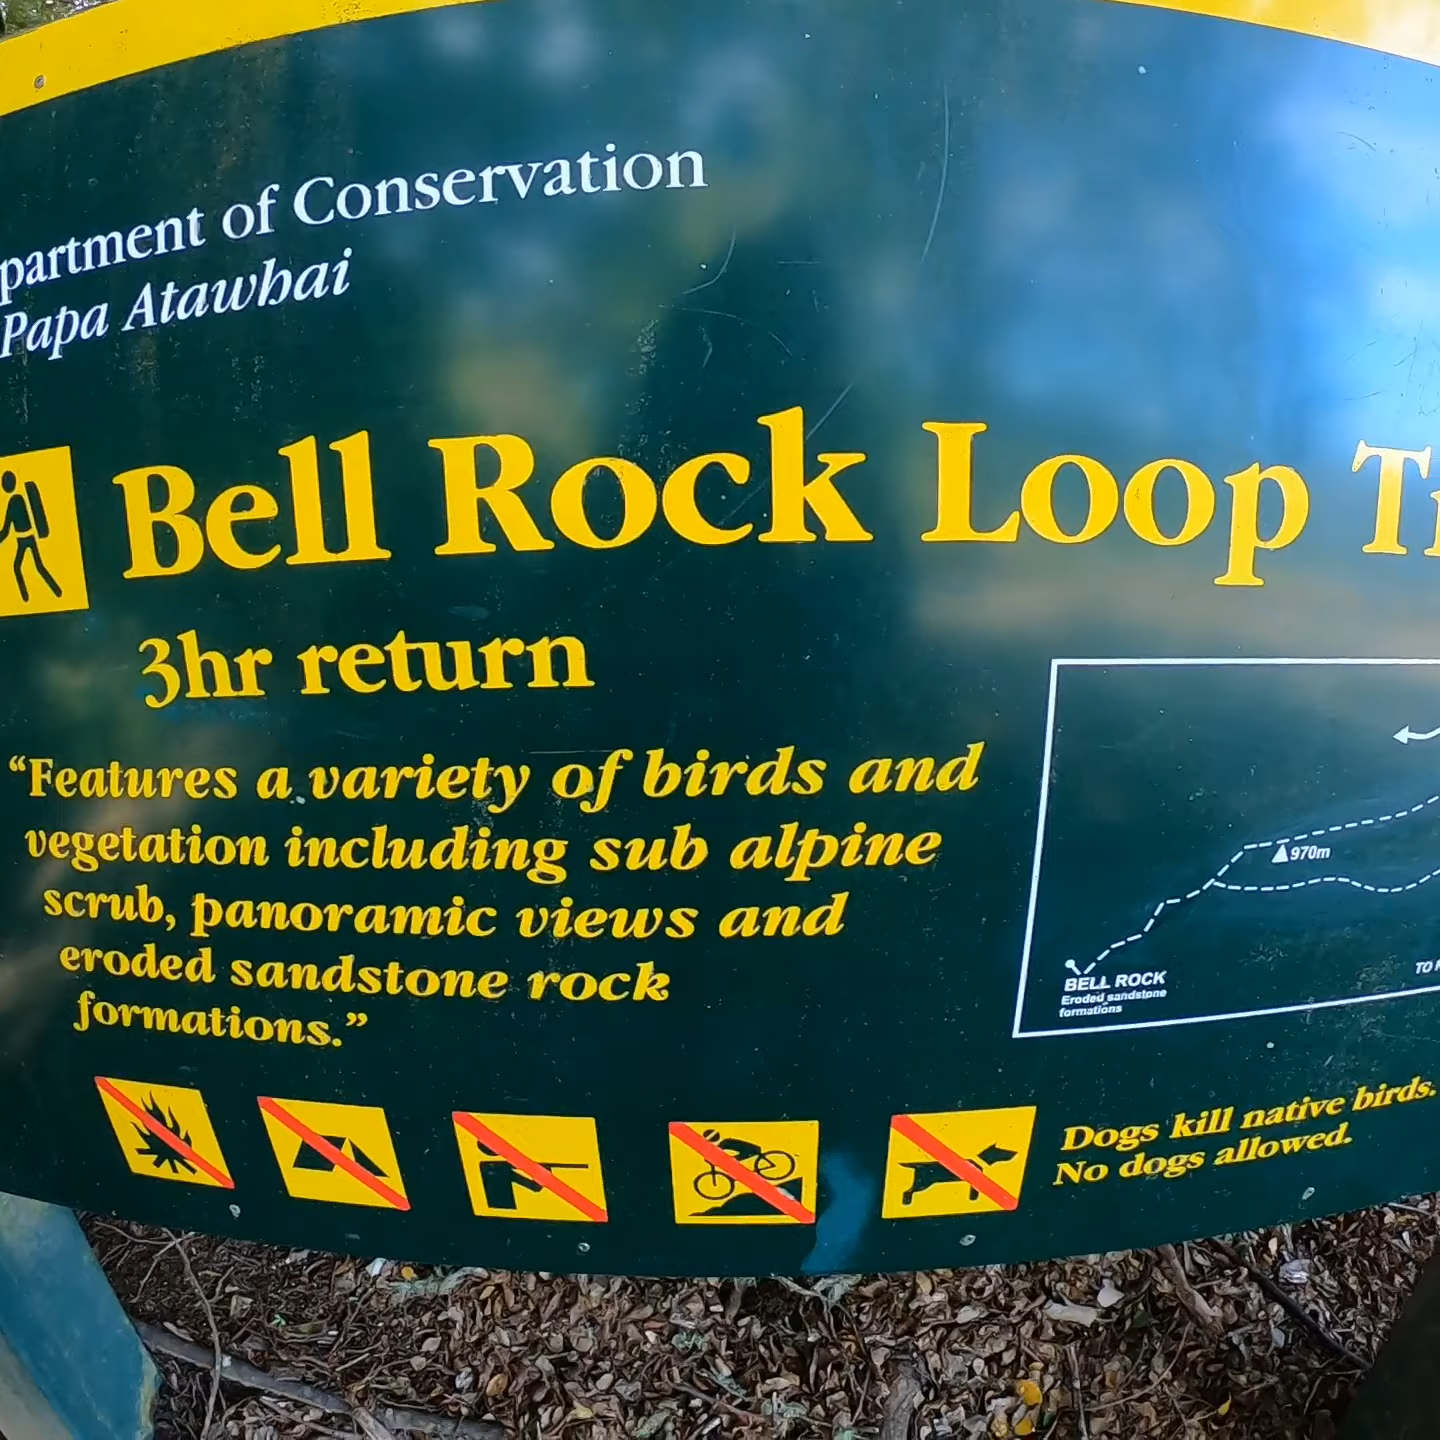 partment of Conservation
Papa Atawhai
Bell Rock Loop Tr
3hr return
“Features a variety of birds and
vegetation including sub alpine
scrub, panoramic views and
eroded sandstone rock
formations.”
970m
BELL ROCK
Eroded sandstone
formations
TO
Dogs kill native birds.
No dogs allowed.